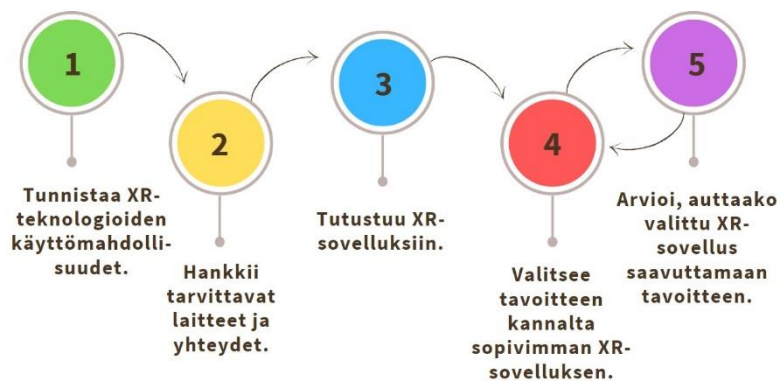 1
Tunnistaa XR-
teknologioiden
käyttömahdolli-
suudet.
2
Hankkii
tarvittavat
laitteet ja
yhteydet.
3
Tutustuu XR-
sovelluksiin.
4
Valitsee
tavoitteen
kannalta
sopivimman XR-
sovelluksen.
5
Arvioi, auttaako
valittu XR-
sovellus
saavuttamaan
tavoitteen.